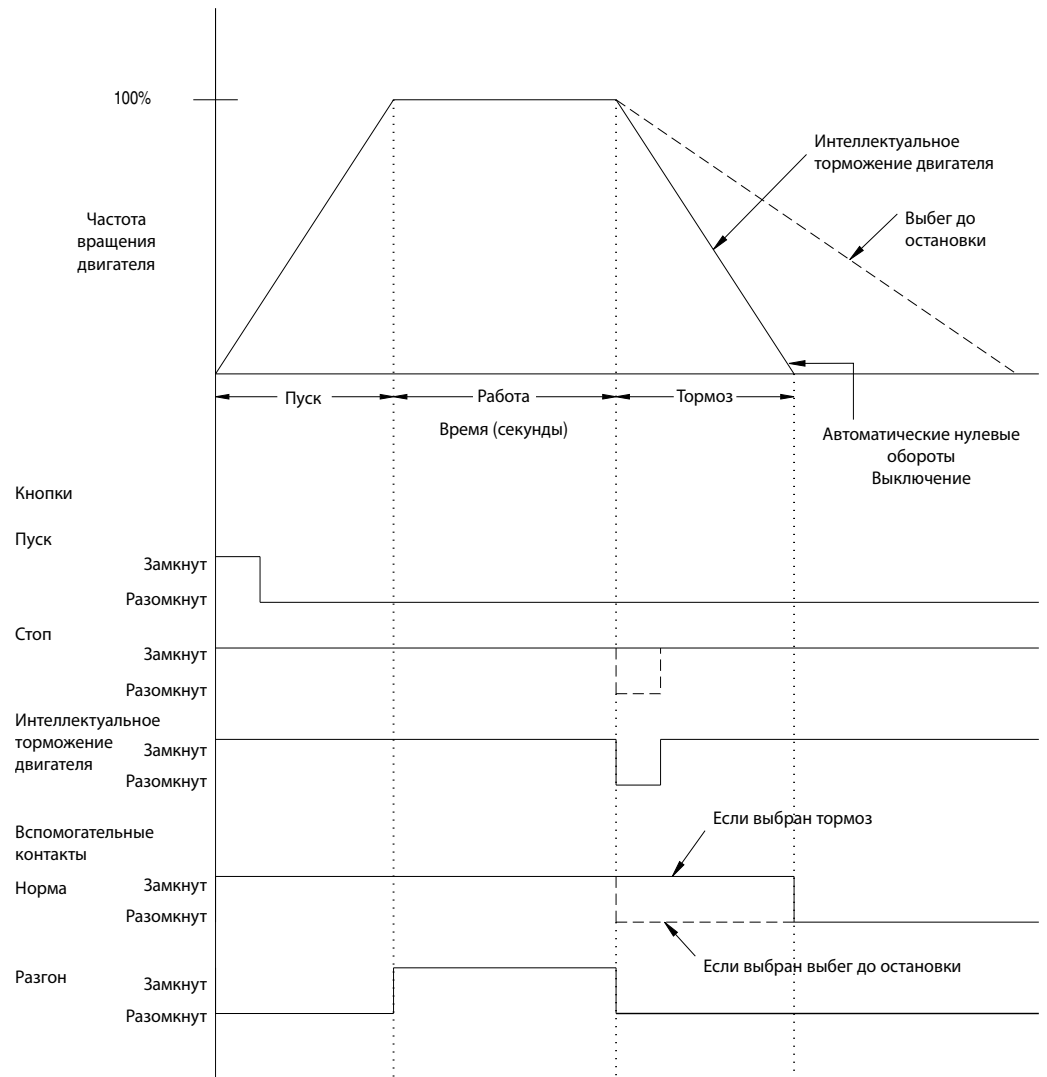 100%
Интеллектуальное
торможение двигателя
Частота
вращения
двигателя
Выбег до
остановки
Пуск
Работа
Тормоз
Время (секунды)
Автоматические нулевые
обороты
Выключение
Кнопки
Пуск
Замкнут
Разомкнут
Стоп
Замкнут
Разомкнут
Интеллектуальное
торможение
двигателя
Замкнут
Разомкнут
Если выбран тормоз
Вспомогательные
контакты
Норма
Замкнут
Разомкнут
Если выбран выбег до остановки
Разгон
Замкнут
Разомкнут